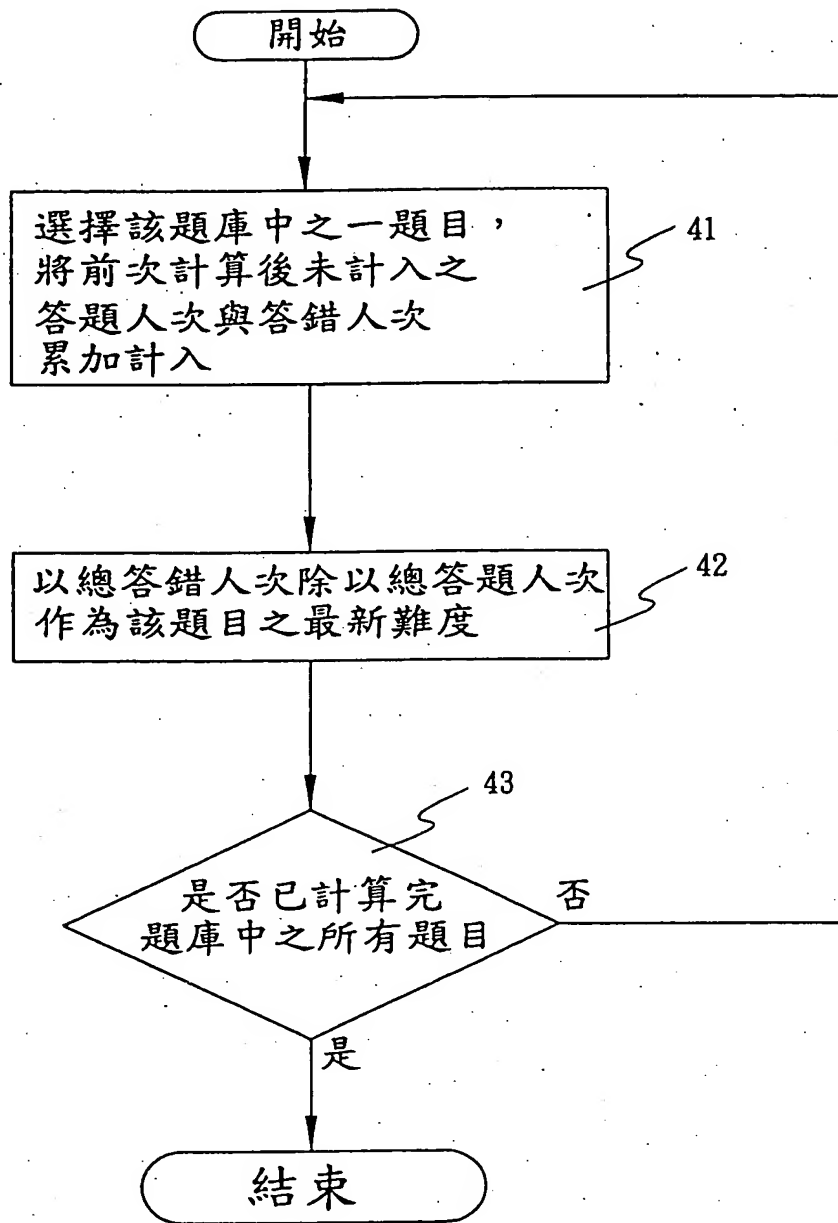 開始
選擇該題庫中之一題目，
將前次計算後未計入之
答題人次與答錯人次
累加計入
41
以總答錯人次除以總答題人次
作為該題目之最新難度
42
43
是否已計算完
題庫中之所有題目
否
是
結束